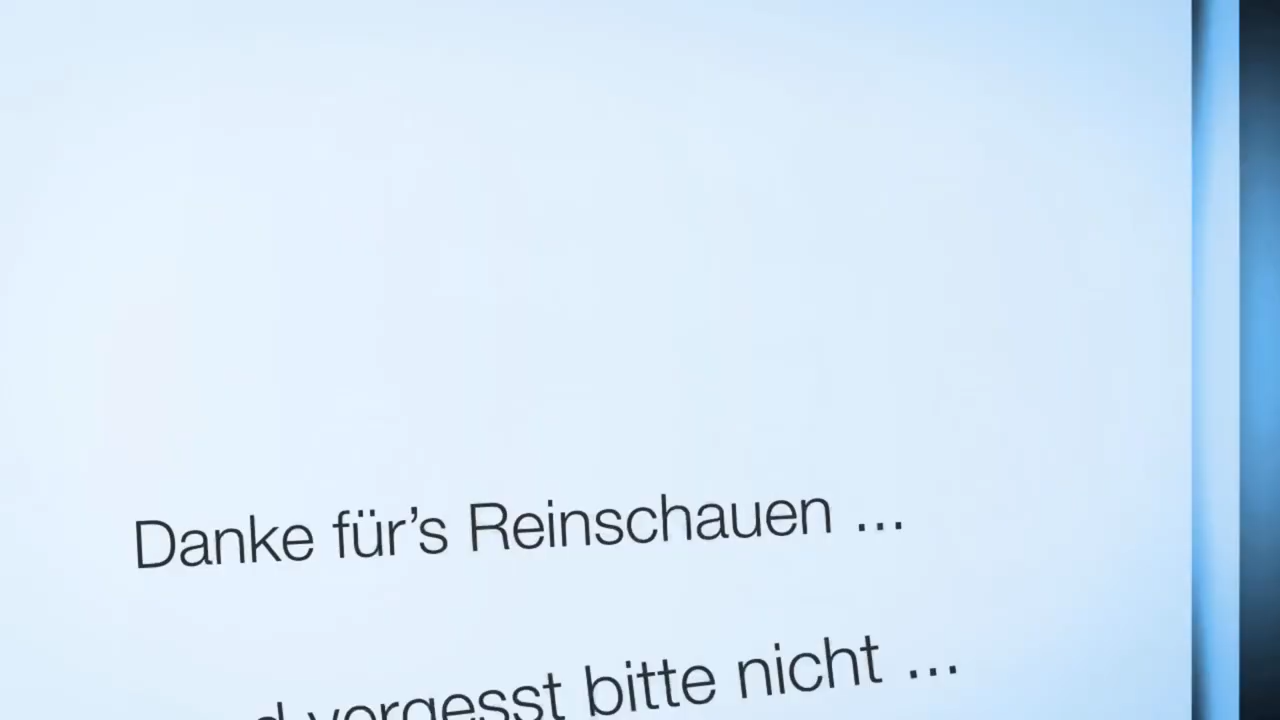 Danke für’s Reinschauen ...
vergesst bitte nicht ...